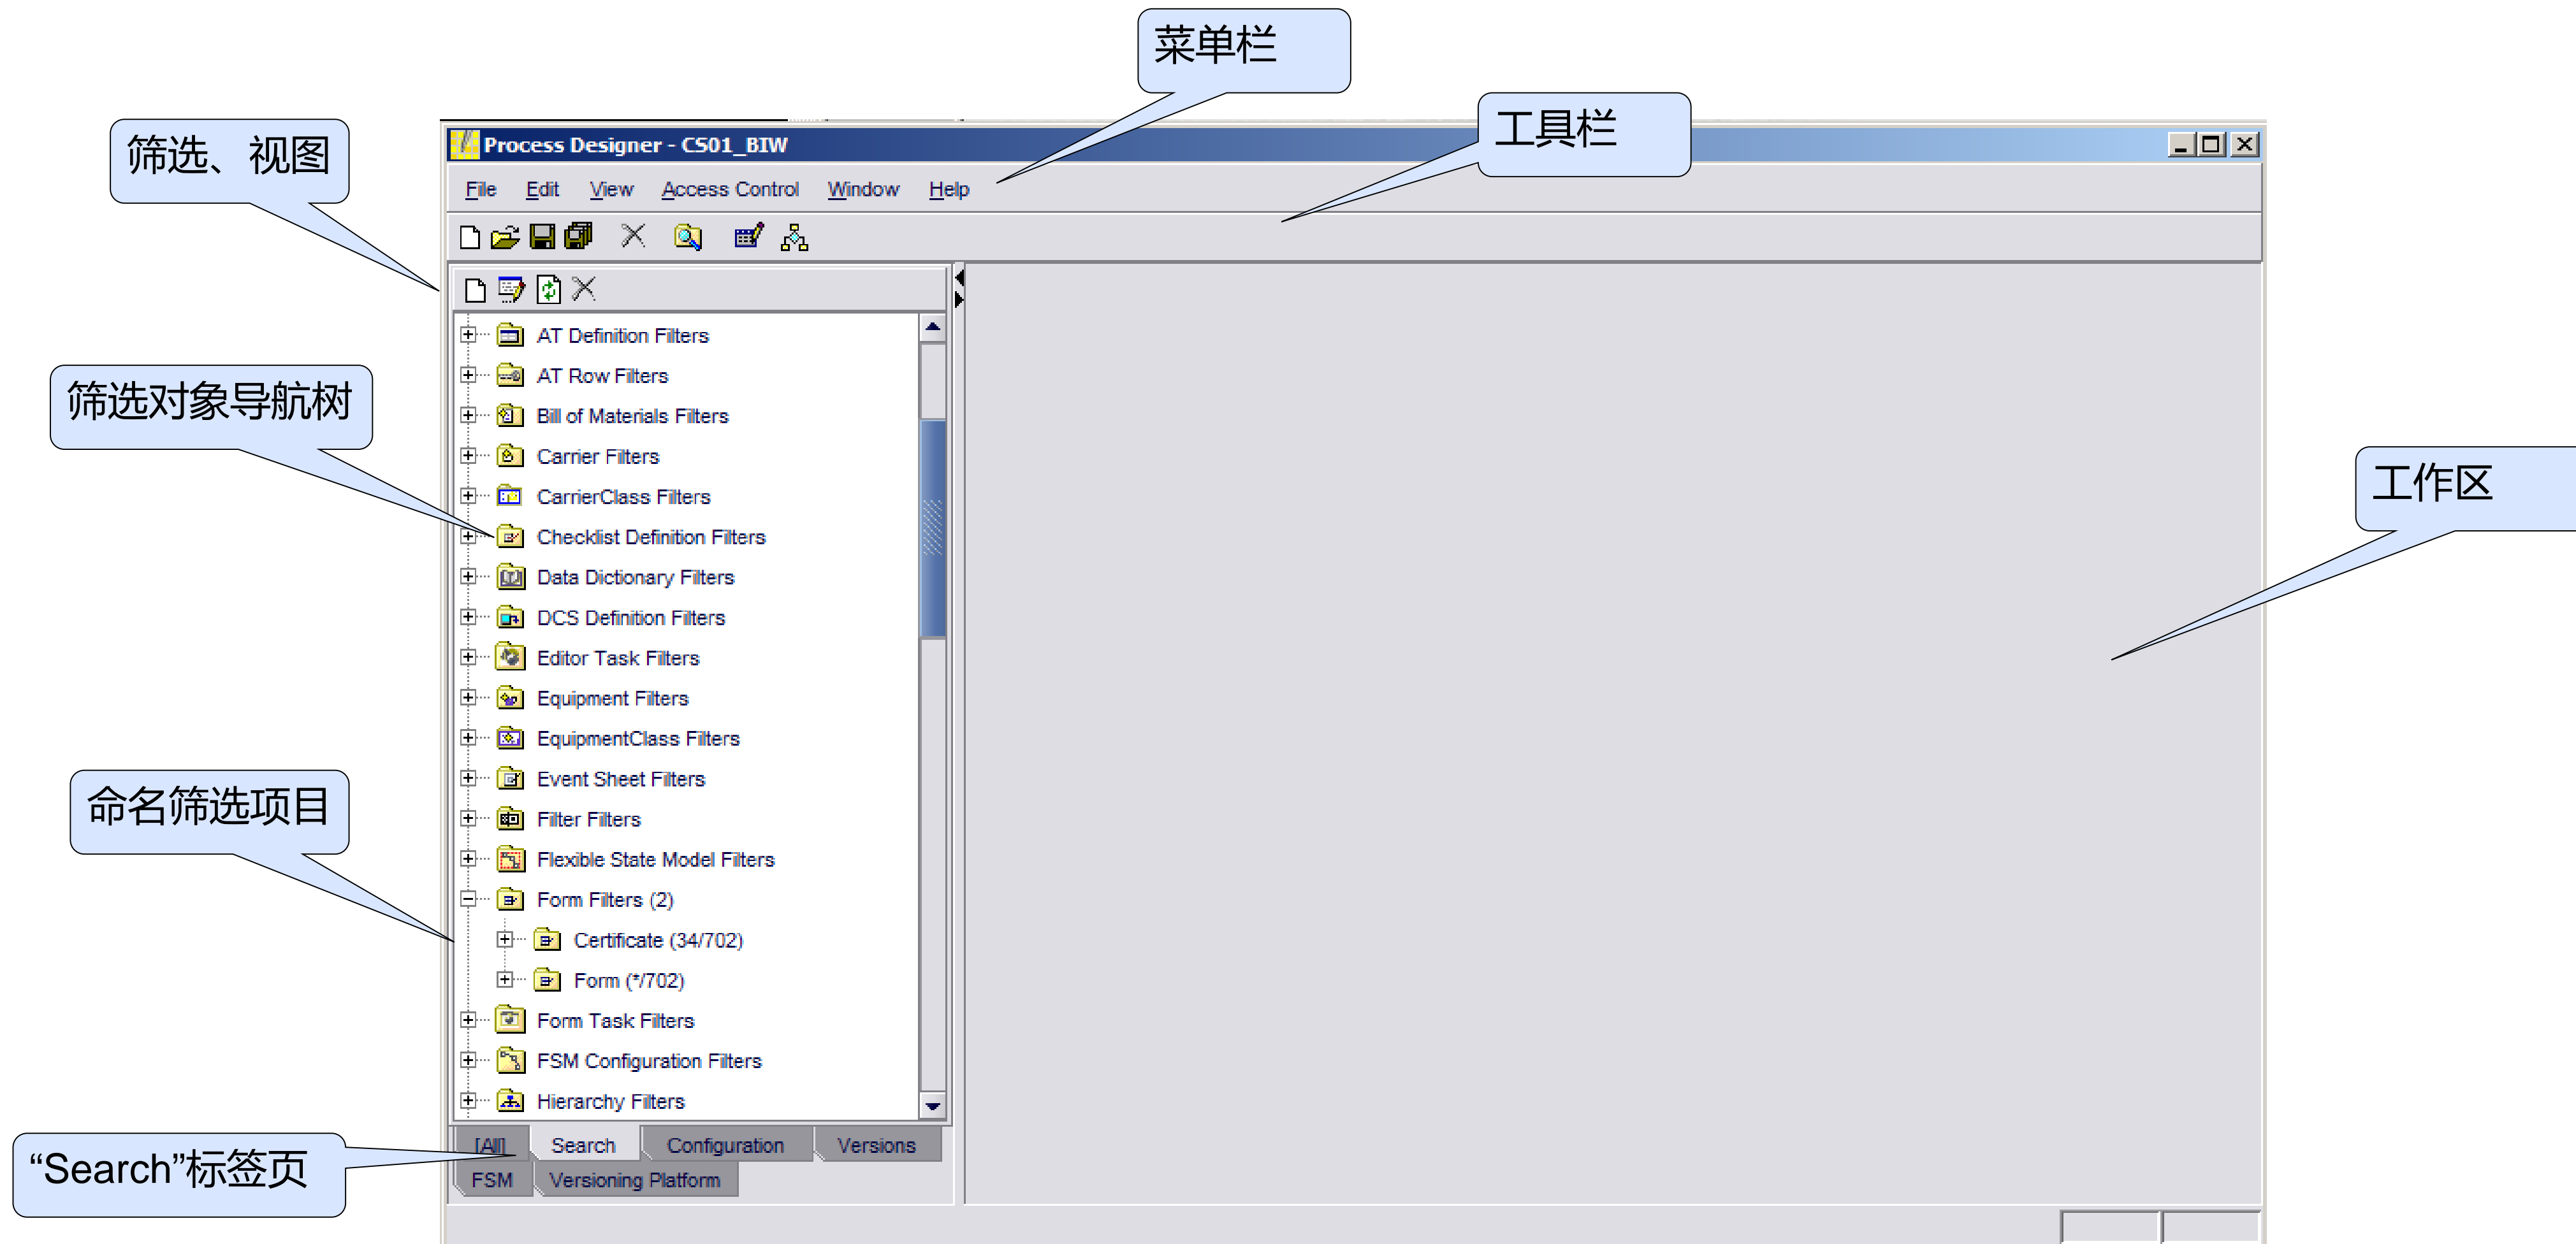 菜单栏
工具栏
筛选、视图
Process Designer - CS01_BIW
File Edit View Access Control Window Help
AT Definition Filters
AT Row Filters
筛选对象导航树
Bill of Materials Filters
Carrier Filters
CarrierClass Filters
工作区
Checklist Definition Filters
Data Dictionary Filters
DCS Definition Filters
Editor Task Filters
Equipment Filters
EquipmentClass Filters
Event Sheet Filters
命名筛选项目
Filter Filters
Flexible State Model Filters
Form Filters (2)
Certificate (34/702)
Form (*/702)
Form Task Filters
FSM Configuration Filters
Hierarchy Filters
[All] Search Configuration Versions
“Search”标签页
FSM Versioning Platform